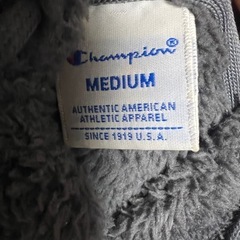 Champion®
MEDIUM
AUTHENTIC AMERICAN
ATHLETIC APPAREL
SINCE 1919 U.S.A.